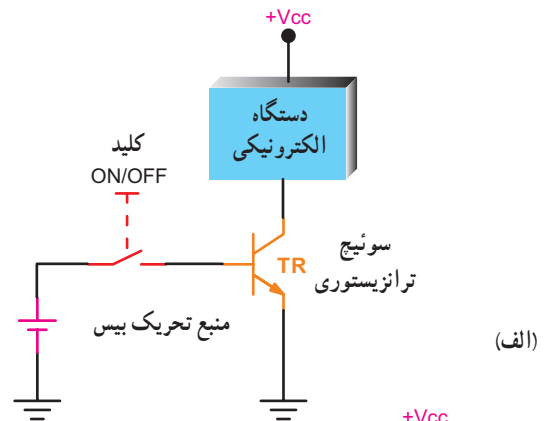 +Vcc
دستگاه
الکترونیکی
کلید
ON/OFF
سوئیچ
ترانزیستوری
TR
منبع تحریک بیس
(الف)
+Vcc